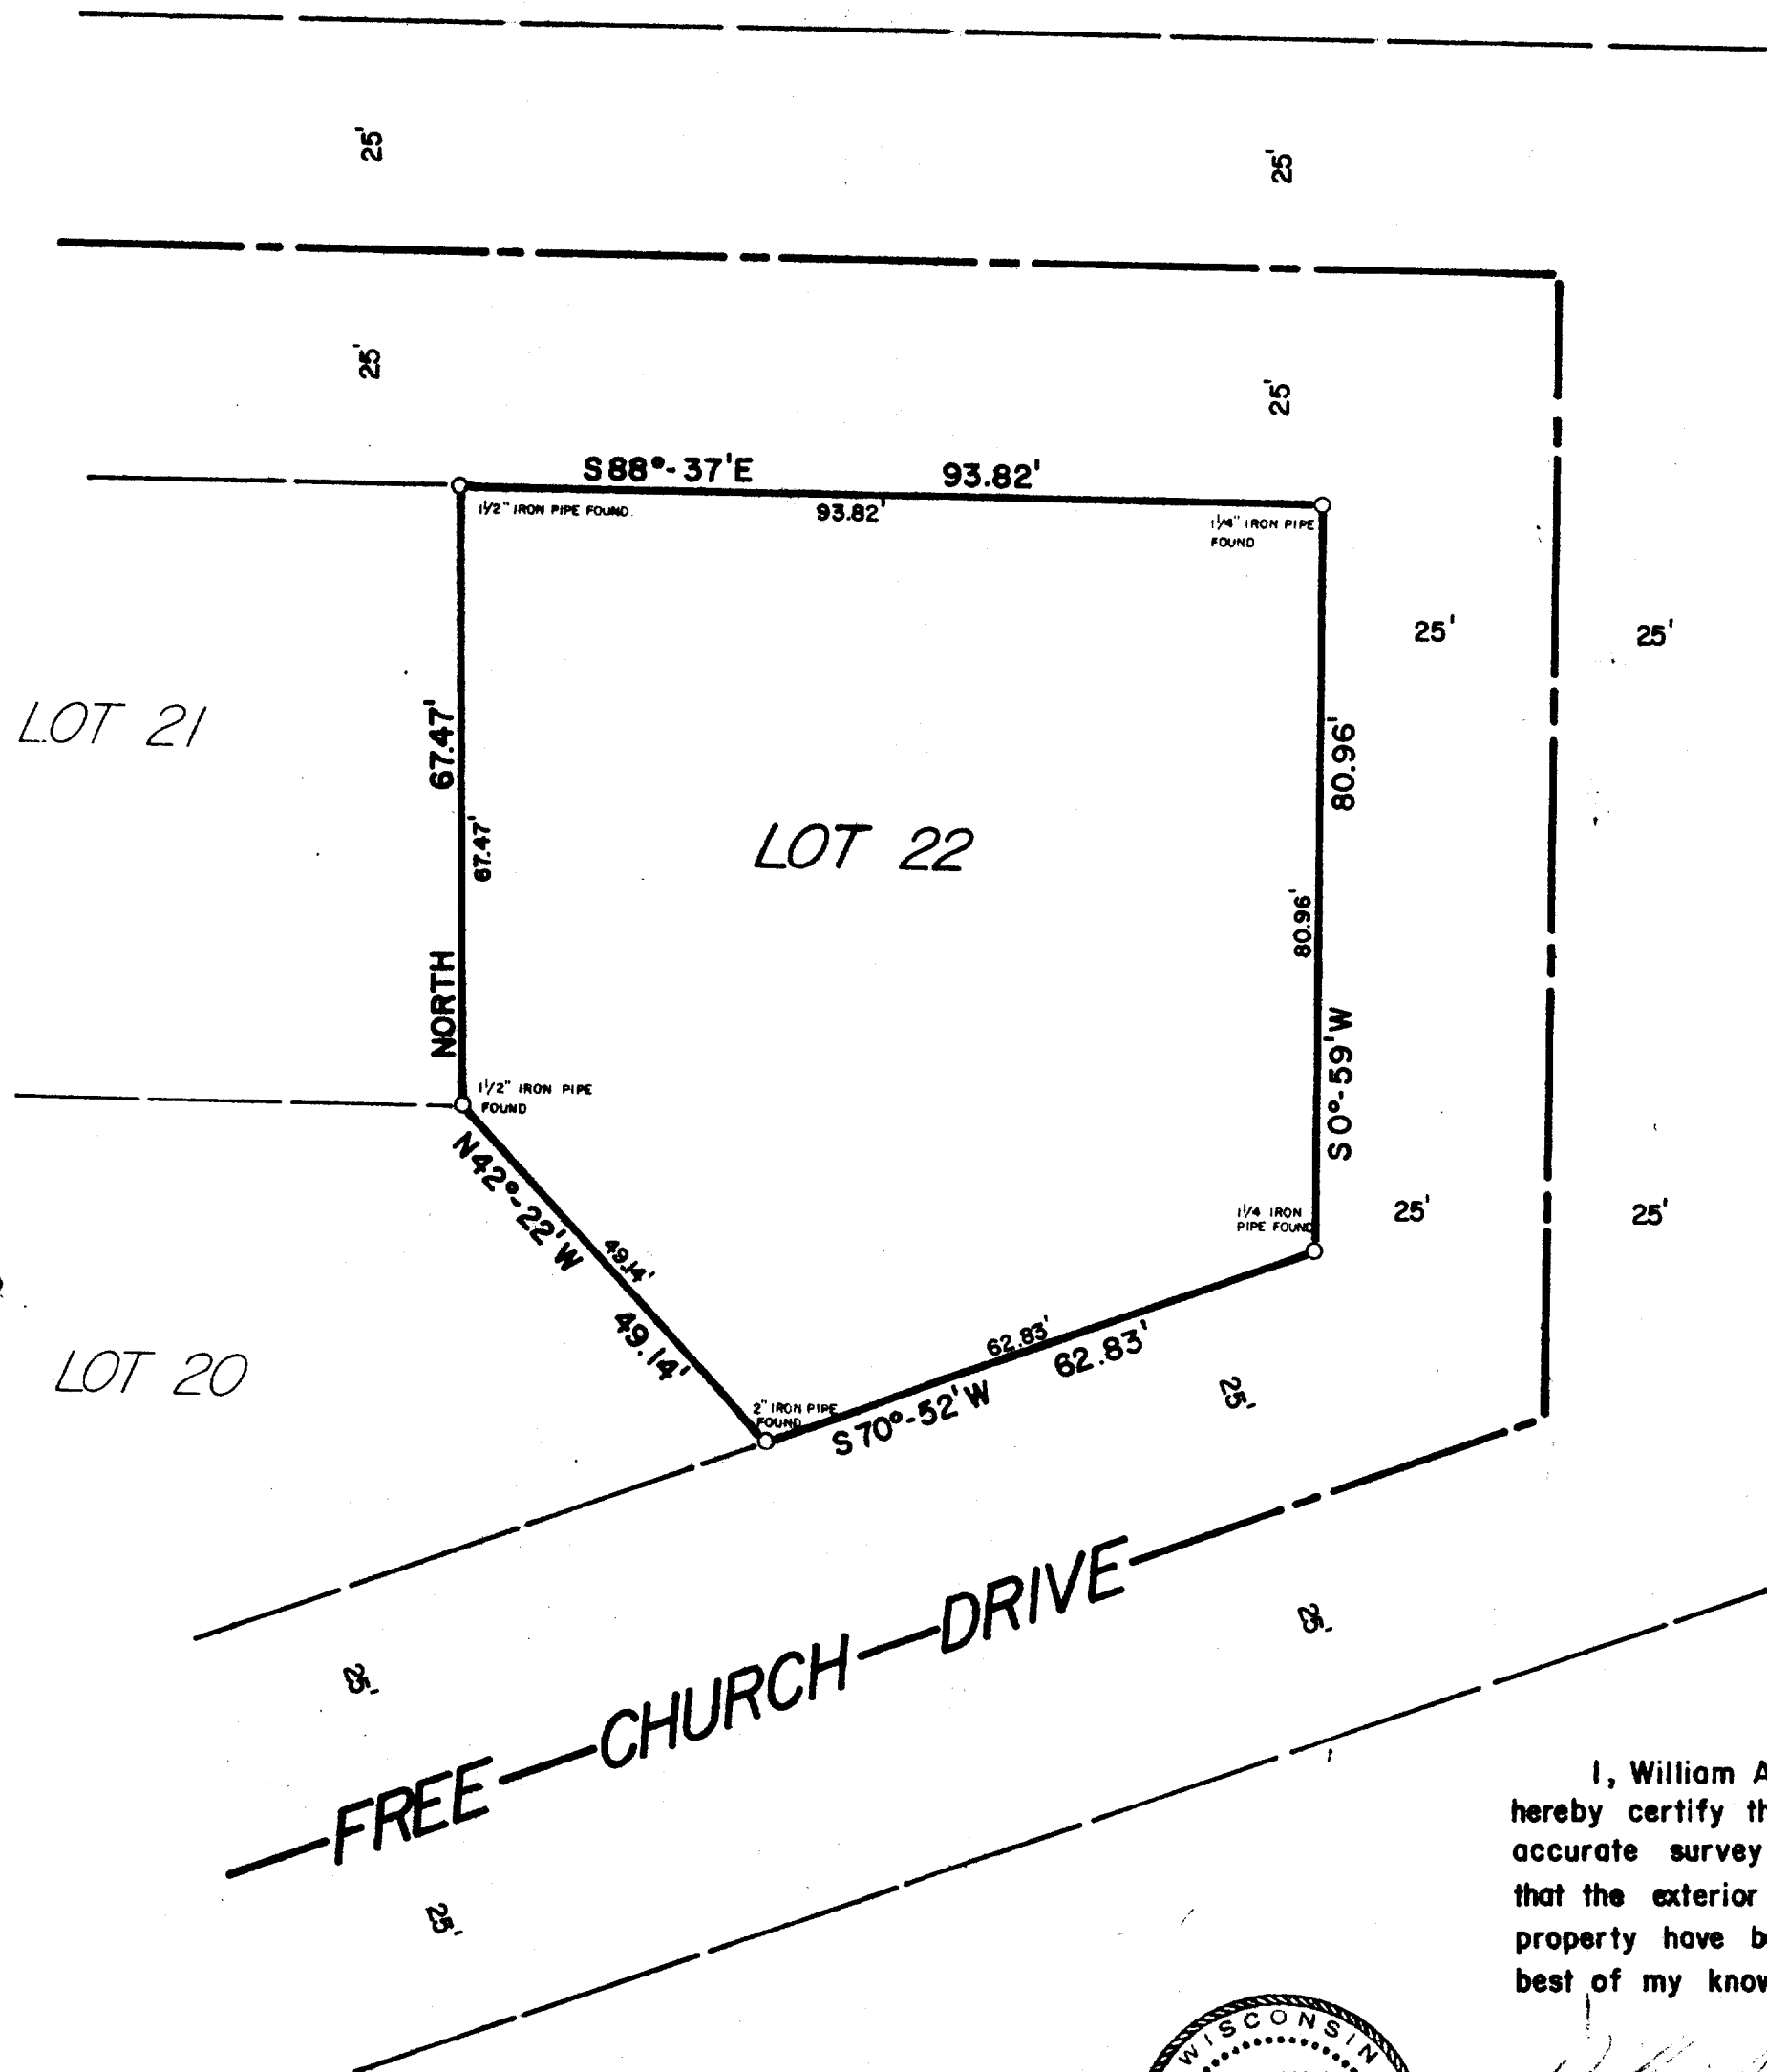 25'
25'
25'
25'
S88°-37'E 93.82'
93.82'
1½" IRON PIPE FOUND.
1¼" IRON PIPE
FOUND
25'
25'
LOT 21
67.47'
67.47'
NORTH
LOT 22
80.96'
80.96'
S0°-59'W
1½" IRON PIPE
FOUND
N42°-22'W
49.14'
49.14'
1¼ IRON
PIPE FOUND
25'
25'
LOT 20
62.83'
62.83'
S70°-52'W
2" IRON PIPE
FOUND
25'
FREE CHURCH DRIVE
25'
25'
25'
I, William A
hereby certify th
accurate survey
that the exterior
property have b
best of my know
WISCONSIN